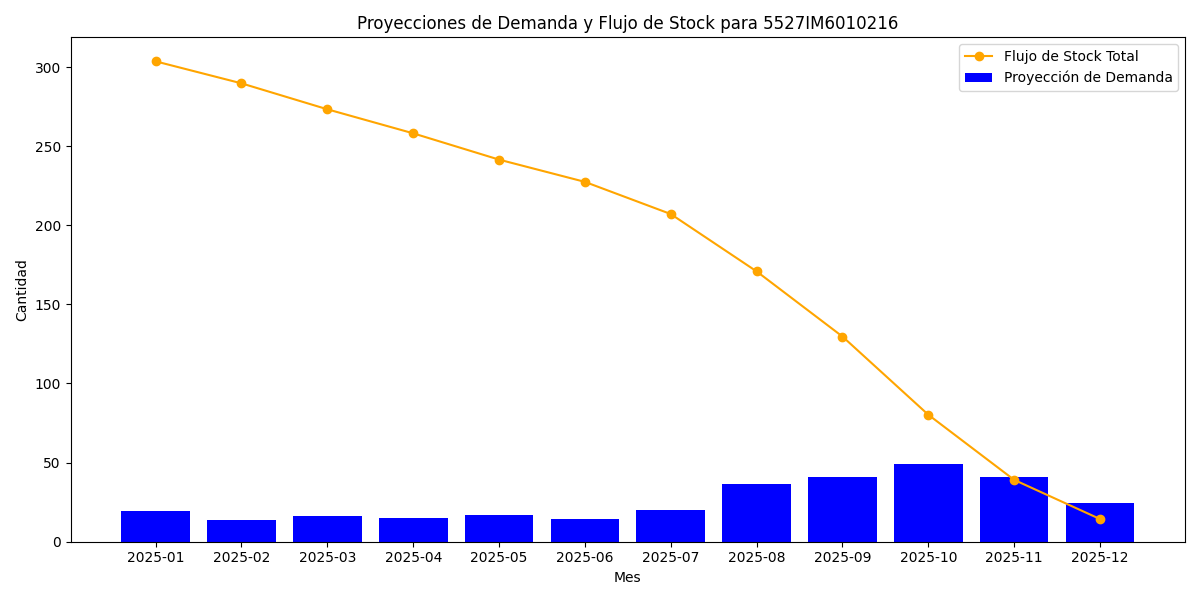 Proyecciones de Demanda y Flujo de Stock para 5527IM6010216
Flujo de Stock Total
Proyección de Demanda
Cantidad
300
250
200
150
100
50
0
2025-01 2025-02 2025-03 2025-04 2025-05 2025-06 2025-07 2025-08 2025-09 2025-10 2025-11 2025-12
Mes